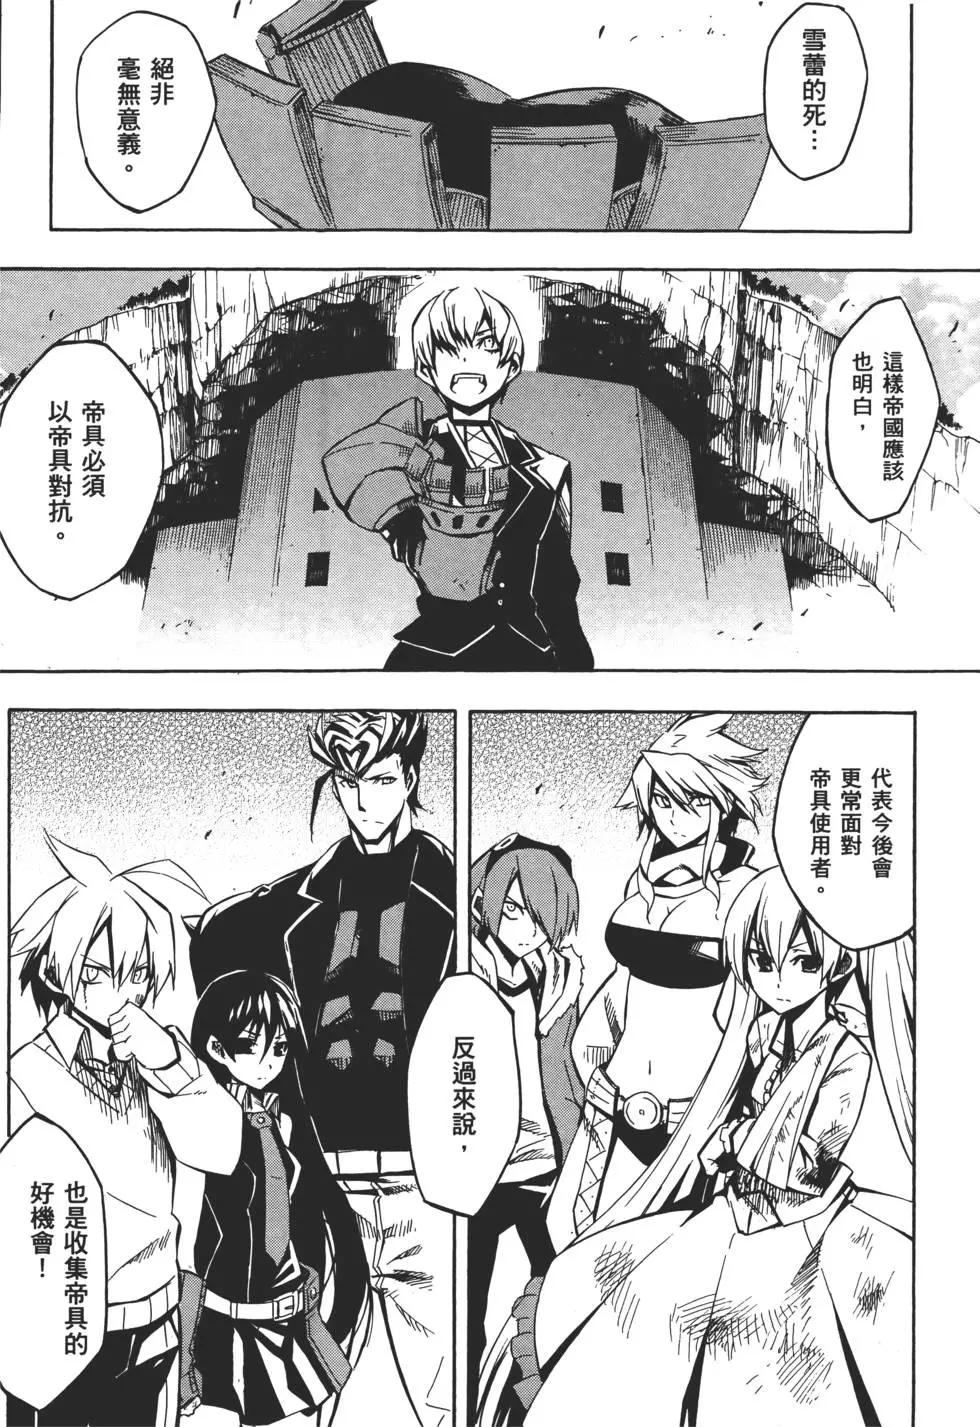 雪蕾的死…
絕非
毫無意義。
這樣帝國應該
也明白，
帝具必須
以帝具對抗。
代表今後會
更常面對
帝具使用者。
反過來說，
也是收集帝具的
好機會！